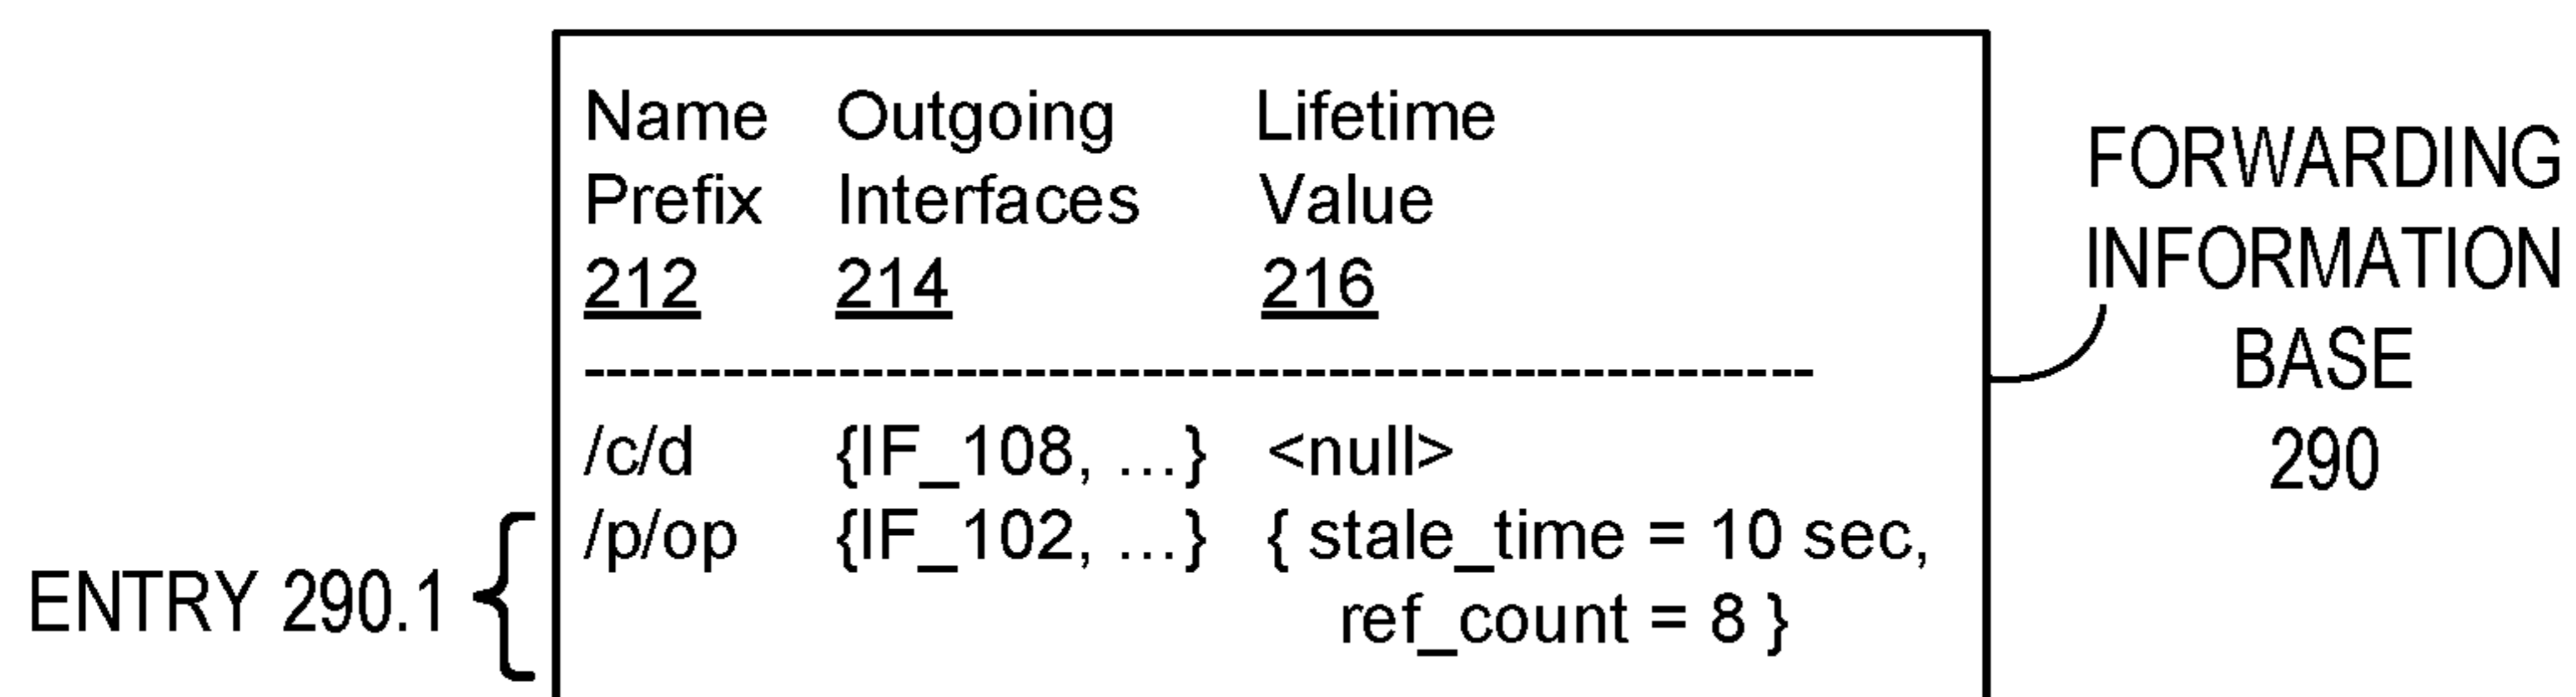 Name Outgoing Lifetime
Prefix Interfaces Value
212 214 216
------------------------------------------------------
/c/d {IF_108, ...} <null>
/p/op {IF_102, ...} { stale_time = 10 sec,
ref_count = 8 }
ENTRY 290.1
FORWARDING
INFORMATION
BASE
290